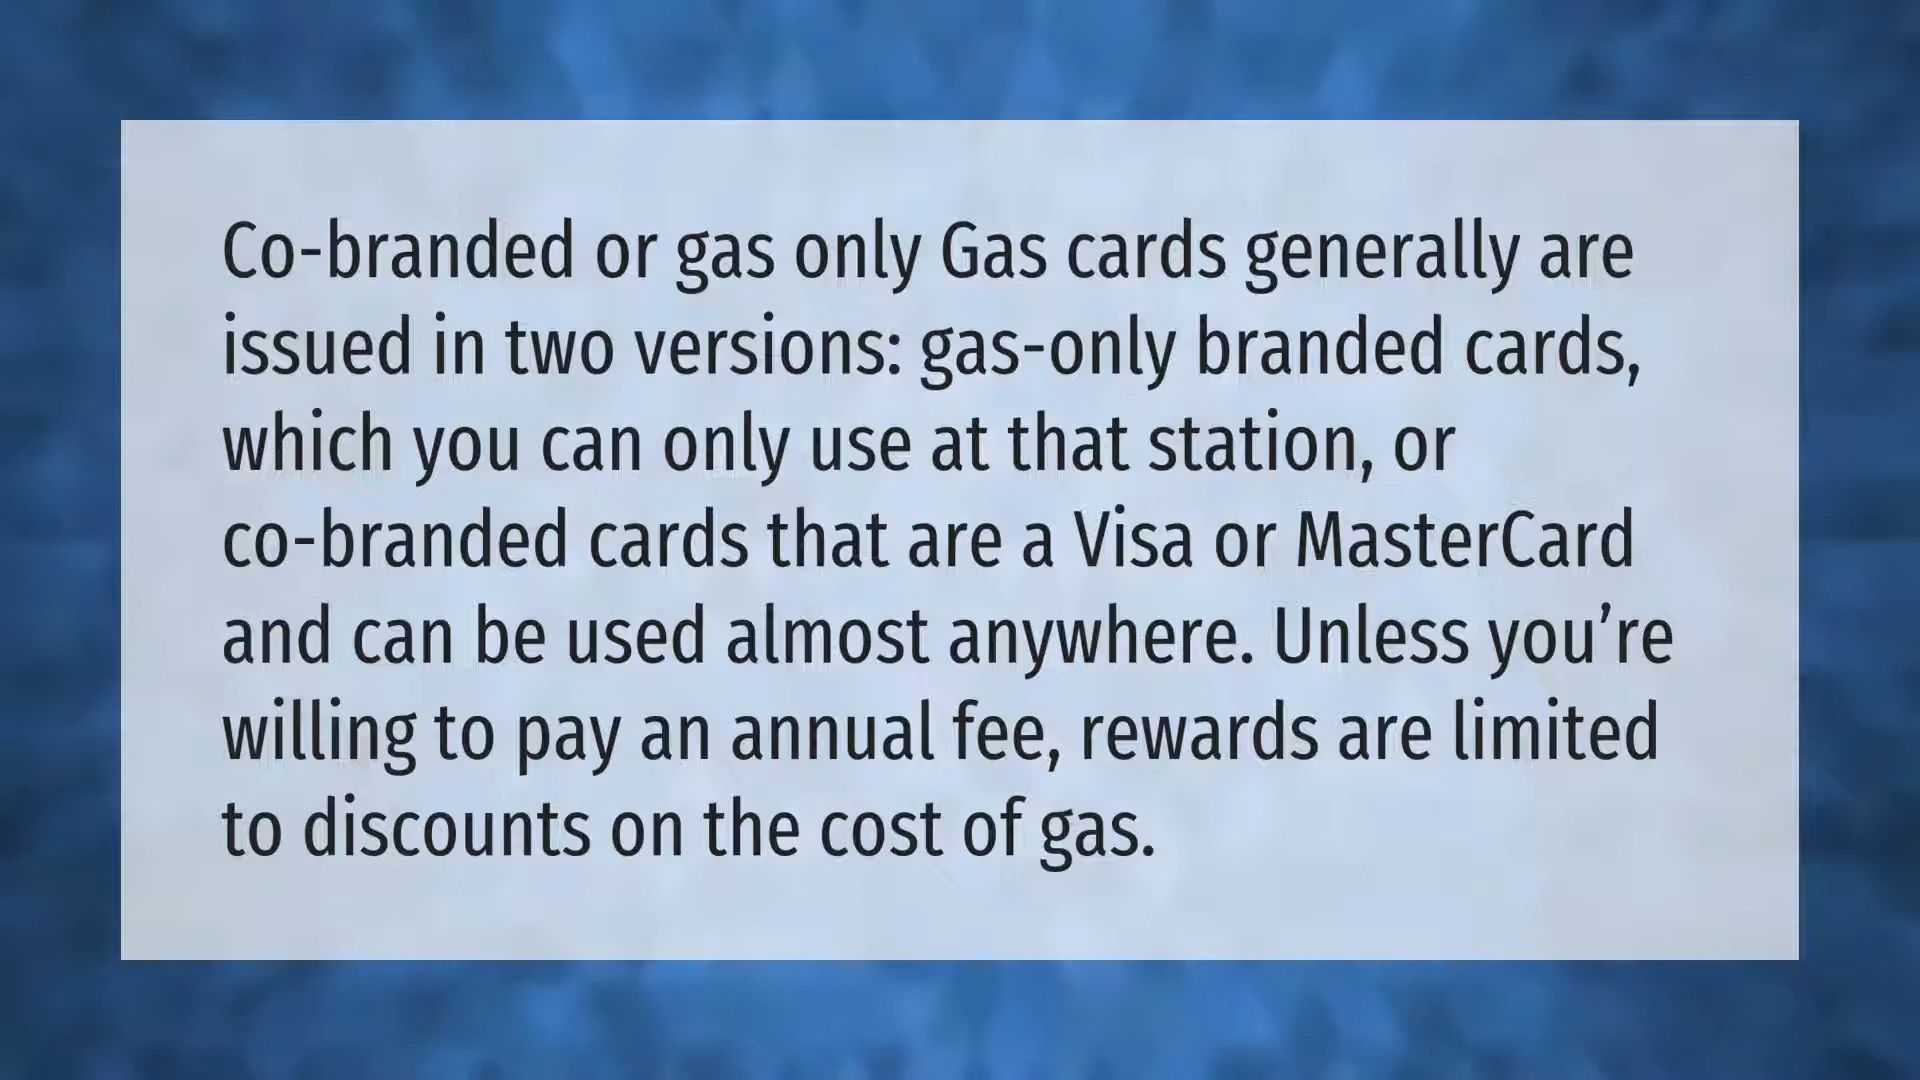 Co-branded or gas only Gas cards generally are
issued in two versions: gas-only branded cards,
which you can only use at that station, or
co-branded cards that are a Visa or MasterCard
and can be used almost anywhere. Unless you’re
willing to pay an annual fee, rewards are limited
to discounts on the cost of gas.